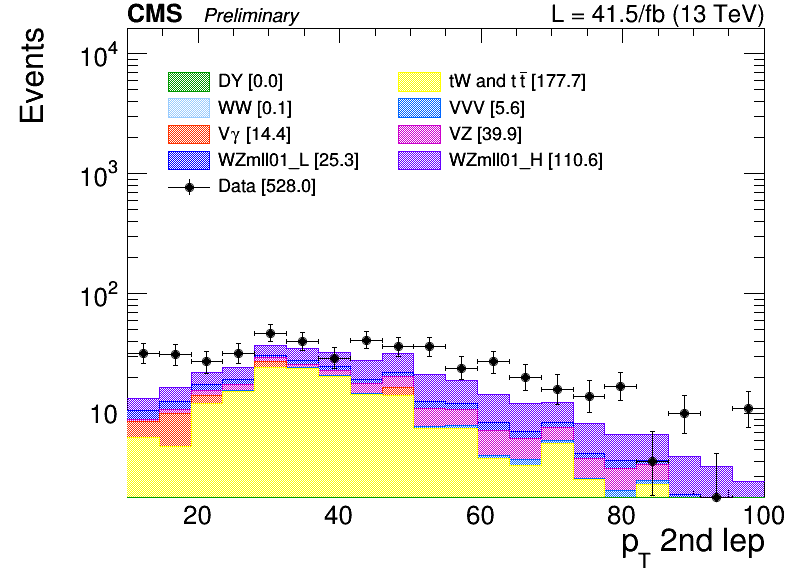 CMS Preliminary L = 41.5/fb (13 TeV)
Events
10⁴
10³
10²
10
DY [0.0]
tW and tt̅ [177.7]
WW [0.1]
VVV [5.6]
Vγ [14.4]
VZ [39.9]
WZmll01_L [25.3]
WZmll01_H [110.6]
Data [528.0]
20 40 60 80 100
p_T 2nd lep